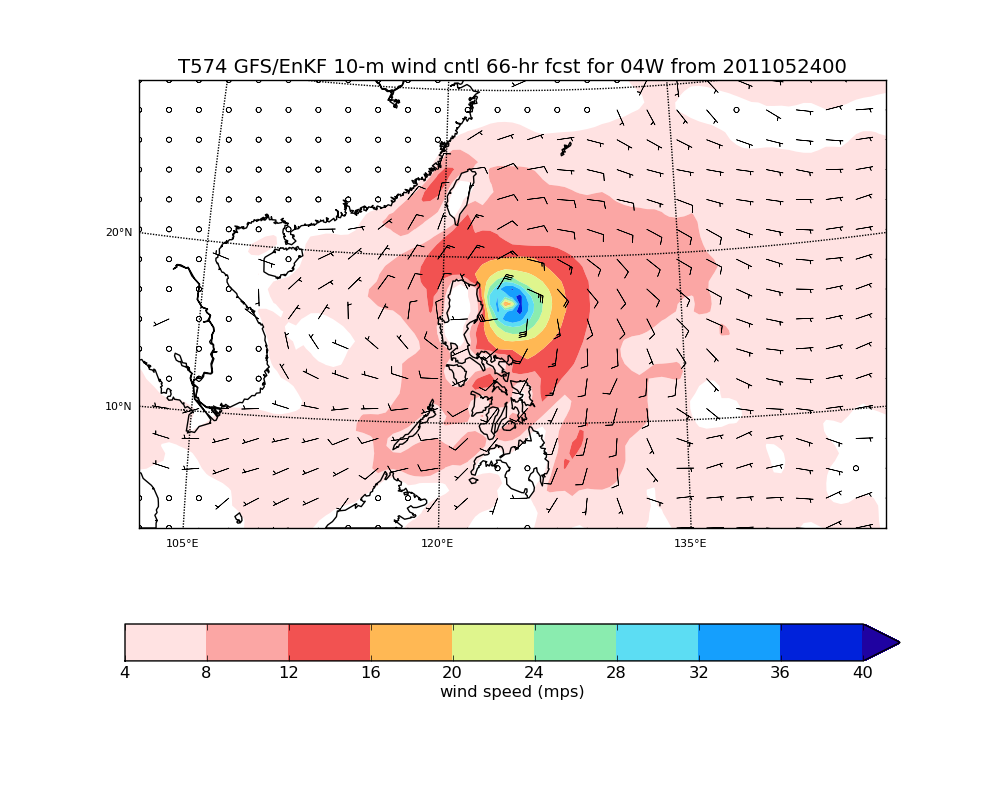 T574 GFS/EnKF 10-m wind cntl 66-hr fcst for 04W from 2011052400
20°N
10°N
105°E 120°E 135°E
4 8 12 16 20 24 28 32 36 40
wind speed (mps)